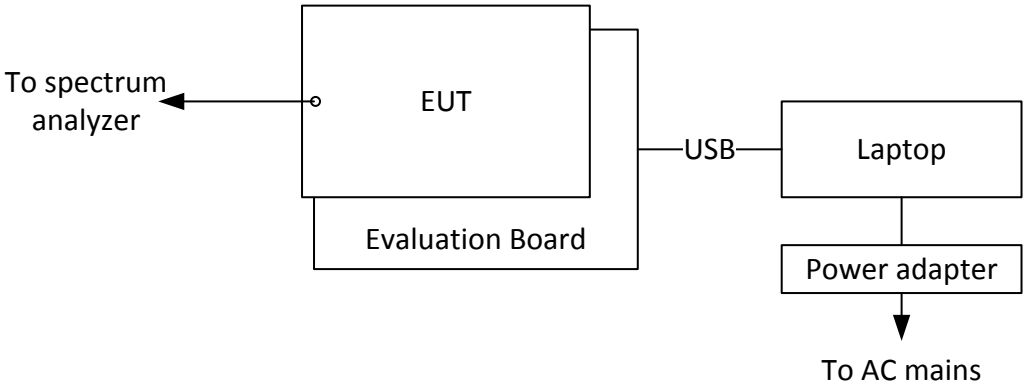 To spectrum
analyzer
EUT
USB
Laptop
Evaluation Board
Power adapter
To AC mains